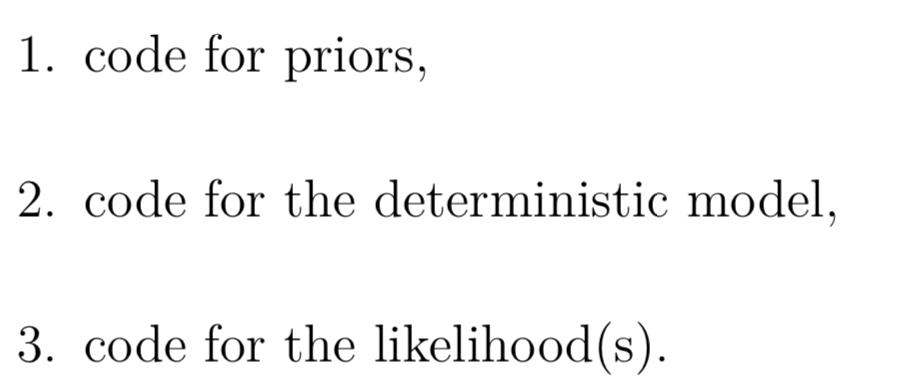 1. code for priors,
2. code for the deterministic model,
3. code for the likelihood(s).